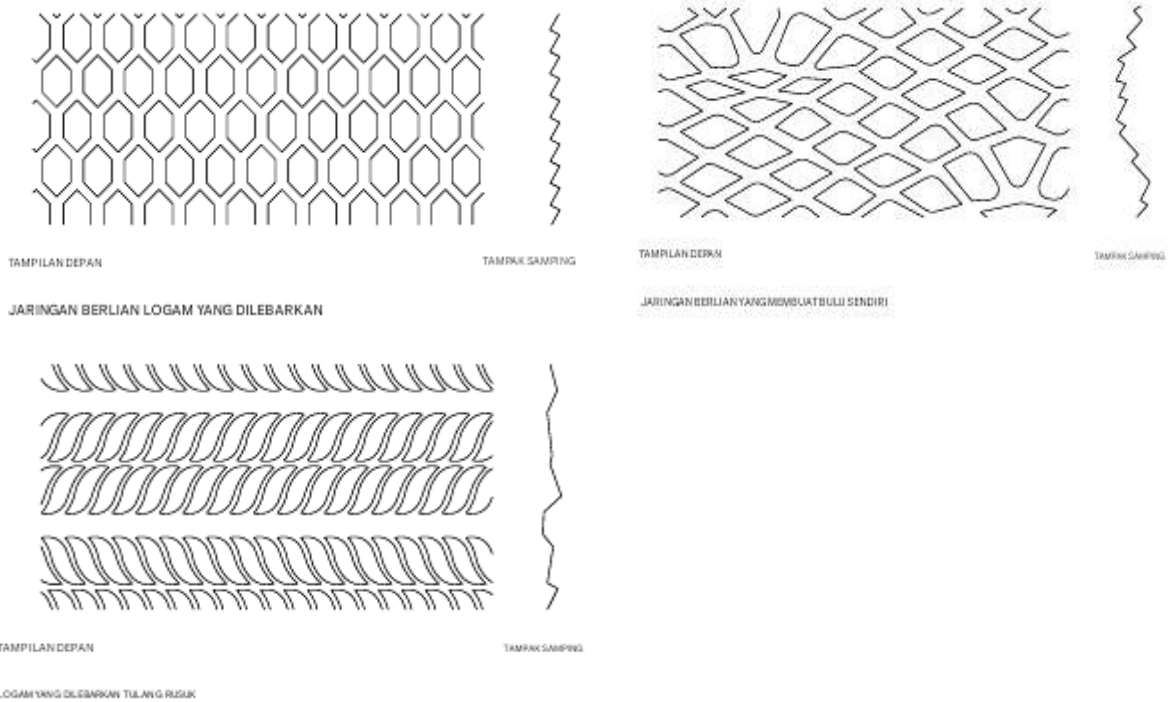 TAMPILAN DEPAN
TAMPAK SAMPING
JARINGAN BERLIAN LOGAM YANG DILEBARKAN
TAMPILAN DEPAN
TAMPAK SAMPING
JARINGAN BERLIAN YANG MEMBUAT BULU SENDIRI
TAMPILAN DEPAN
TAMPAK SAMPING
LOGAM YANG DILEBARKAN TULANG RUSUK